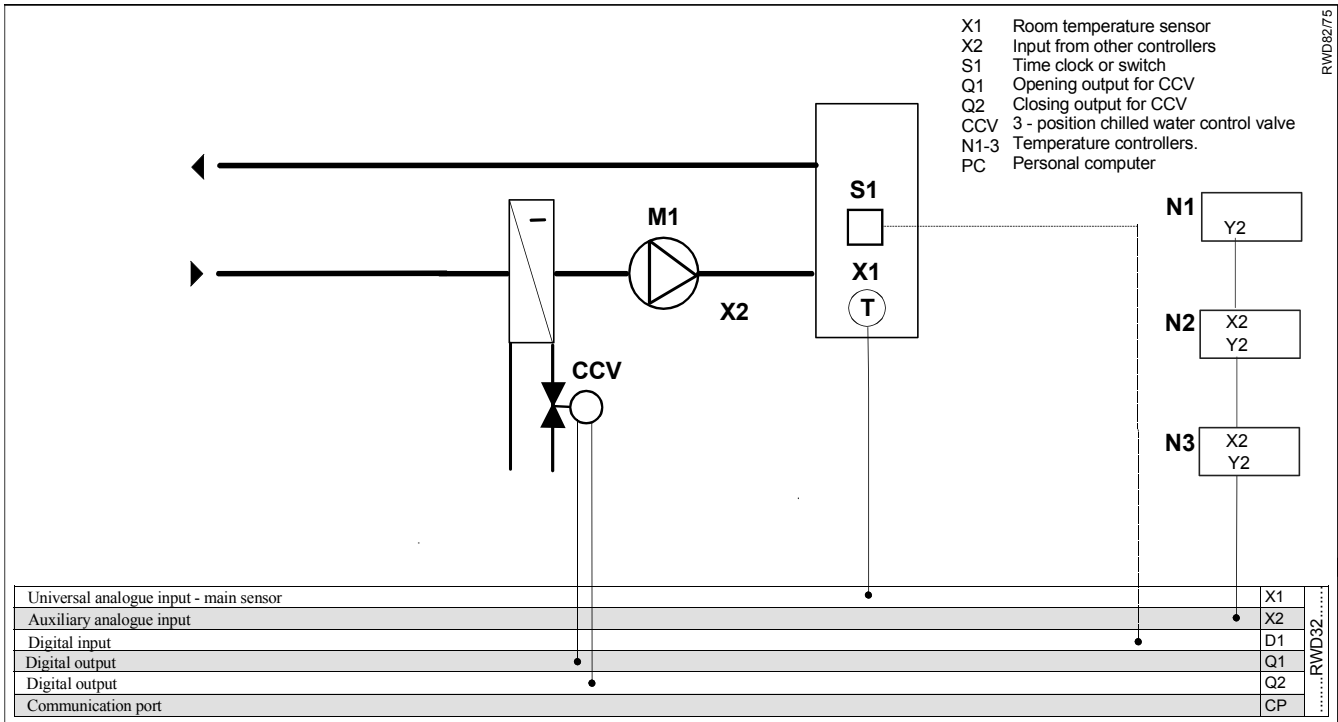 X1 Room temperature sensor
X2 Input from other controllers
S1 Time clock or switch
Q1 Opening output for CCV
Q2 Closing output for CCV
CCV 3 - position chilled water control valve
N1-3 Temperature controllers.
PC Personal computer
RWD82/75
S1
N1
Y2
M1
X1
T
X2
N2
X2
Y2
CCV
N3
X2
Y2
Universal analogue input - main sensor X1
Auxiliary analogue input X2
Digital input D1
Digital output Q1
Digital output Q2
Communication port CP
........RWD32........